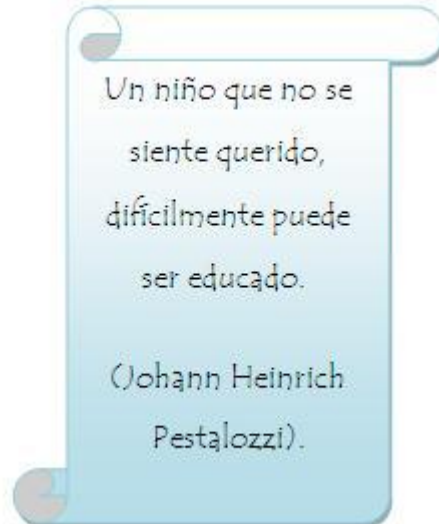 Un niño que no se
siente querido,
difícilmente puede
ser educado.
(Johann Heinrich
Pestalozzi).